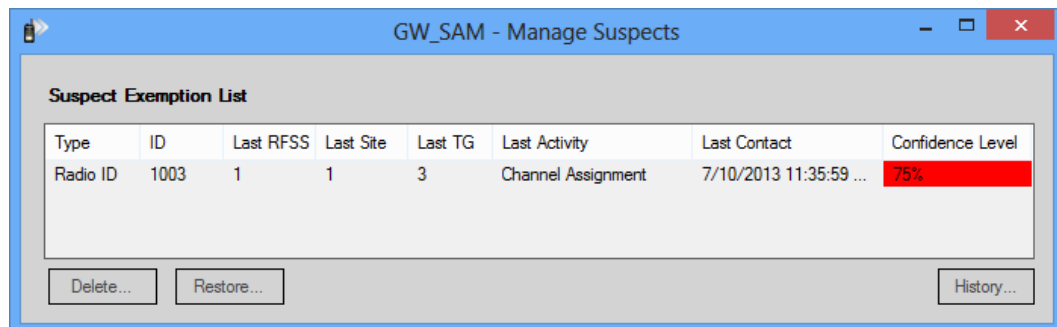 GW_SAM - Manage Suspects
Suspect Exemption List
Type ID Last RFSS Last Site Last TG Last Activity Last Contact Confidence Level
Radio ID 1003 1 1 3 Channel Assignment 7/10/2013 11:35:59 ... 75%
Delete... Restore... History...